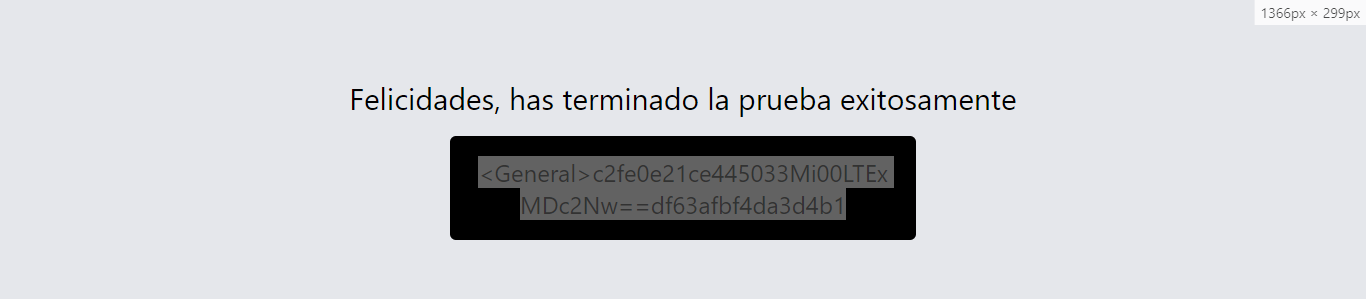 1366px × 299px
Felicidades, has terminado la prueba exitosamente
<General>c2fe0e21ce445033Mi00LTEx
MDc2Nw==df63afbf4da3d4b1